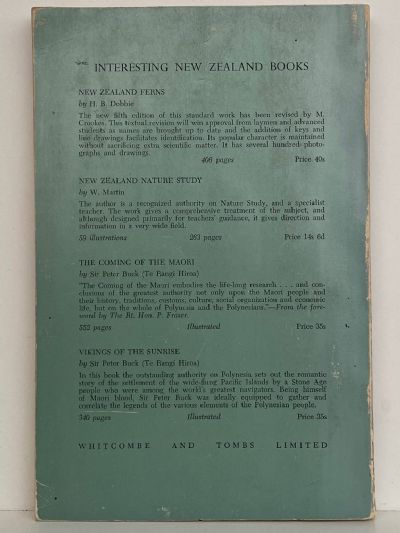 INTERESTING NEW ZEALAND BOOKS
NEW ZEALAND FERNS
by H. B. Dobbie
The new fifth edition of this standard work has been revised by M.
Crookes. This textual revision will win approval from laymen and advanced
students as names are brought up to date and the addition of keys and
line drawings facilitates identification. Its popular character is maintained
without sacrificing extra scientific matter. It has several hundred photo-
graphs and drawings.
406 pages Price 40s
NEW ZEALAND NATURE STUDY
by W. Martin
The author is a recognized authority on Nature Study, and a specialist
teacher. The work gives a comprehensive treatment of the subject, and
although designed primarily for teachers' guidance, it gives direction and
information in a very wide field.
59 illustrations 263 pages Price 14s 6d
THE COMING OF THE MAORI
by Sir Peter Buck (Te Rangi Hiroa)
"The Coming of the Maori embodies the life-long research . . . and con-
clusions of the greatest authority not only upon the Maori people and
their history, traditions, customs, culture, social organization and economic
life, but on the whole of Polynesia and the Polynesians."—From the fore-
word by The Rt. Hon. P. Fraser.
552 pages Illustrated Price 35s
VIKINGS OF THE SUNRISE
by Sir Peter Buck (Te Rangi Hiroa)
In this book the outstanding authority on Polynesia sets out the romantic
story of the settlement of the wide-flung Pacific Islands by a Stone Age
people who were among the world's greatest navigators. Being himself
of Maori blood, Sir Peter Buck was ideally equipped to gather and
correlate the legends of the various elements of the Polynesian people.
340 pages Illustrated Price 35s
WHITCOMBE AND TOMBS LIMITED